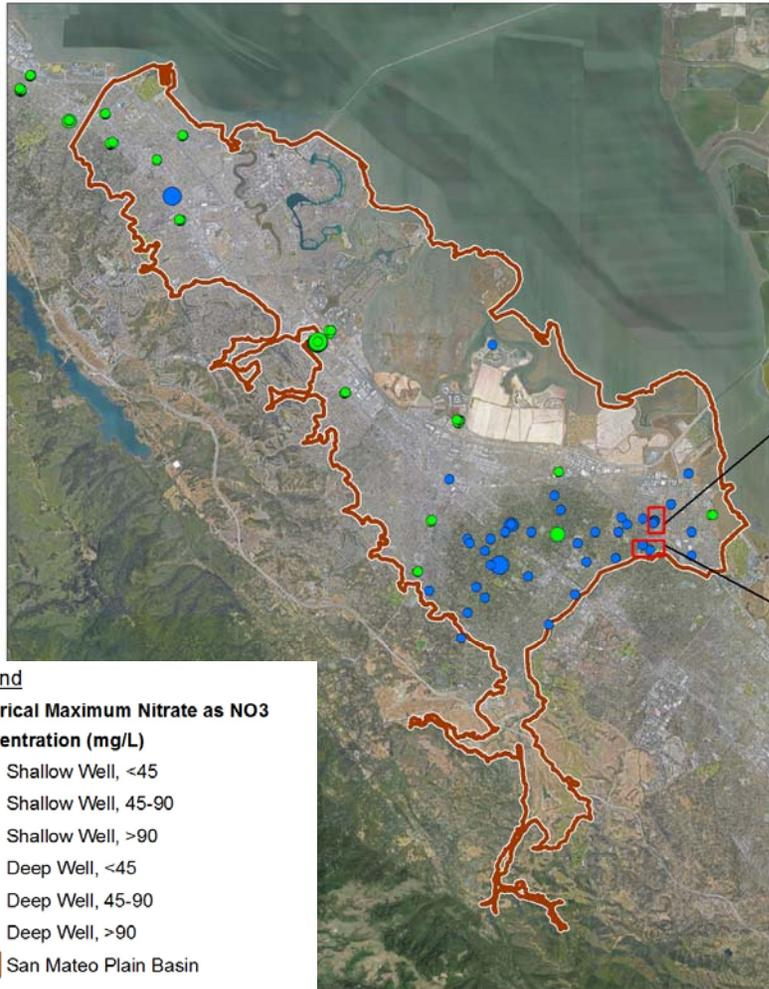 nd
rical Maximum Nitrate as NO3
entration (mg/L)
Shallow Well, <45
Shallow Well, 45-90
Shallow Well, >90
Deep Well, <45
Deep Well, 45-90
Deep Well, >90
San Mateo Plain Basin